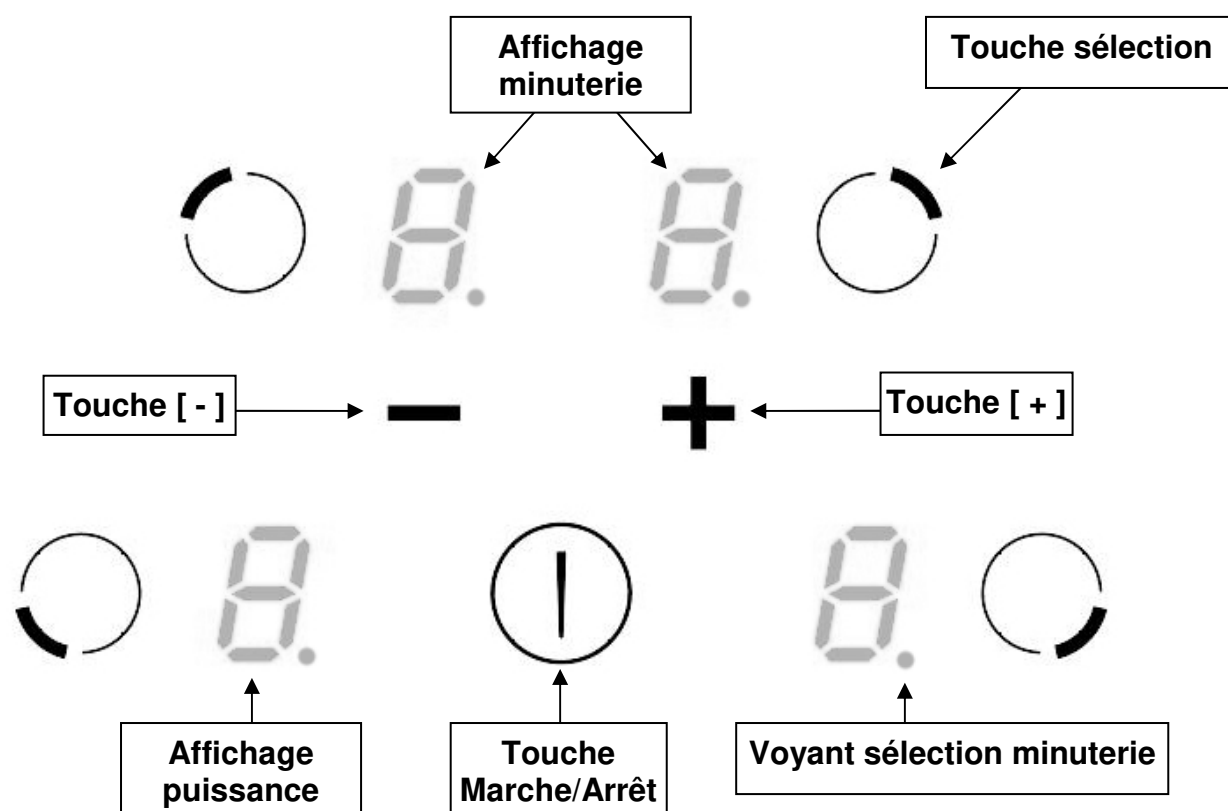 Affichage
minuterie
Touche sélection
Touche [ - ]
Touche [ + ]
Affichage
puissance
Touche
Marche/Arrêt
Voyant sélection minuterie